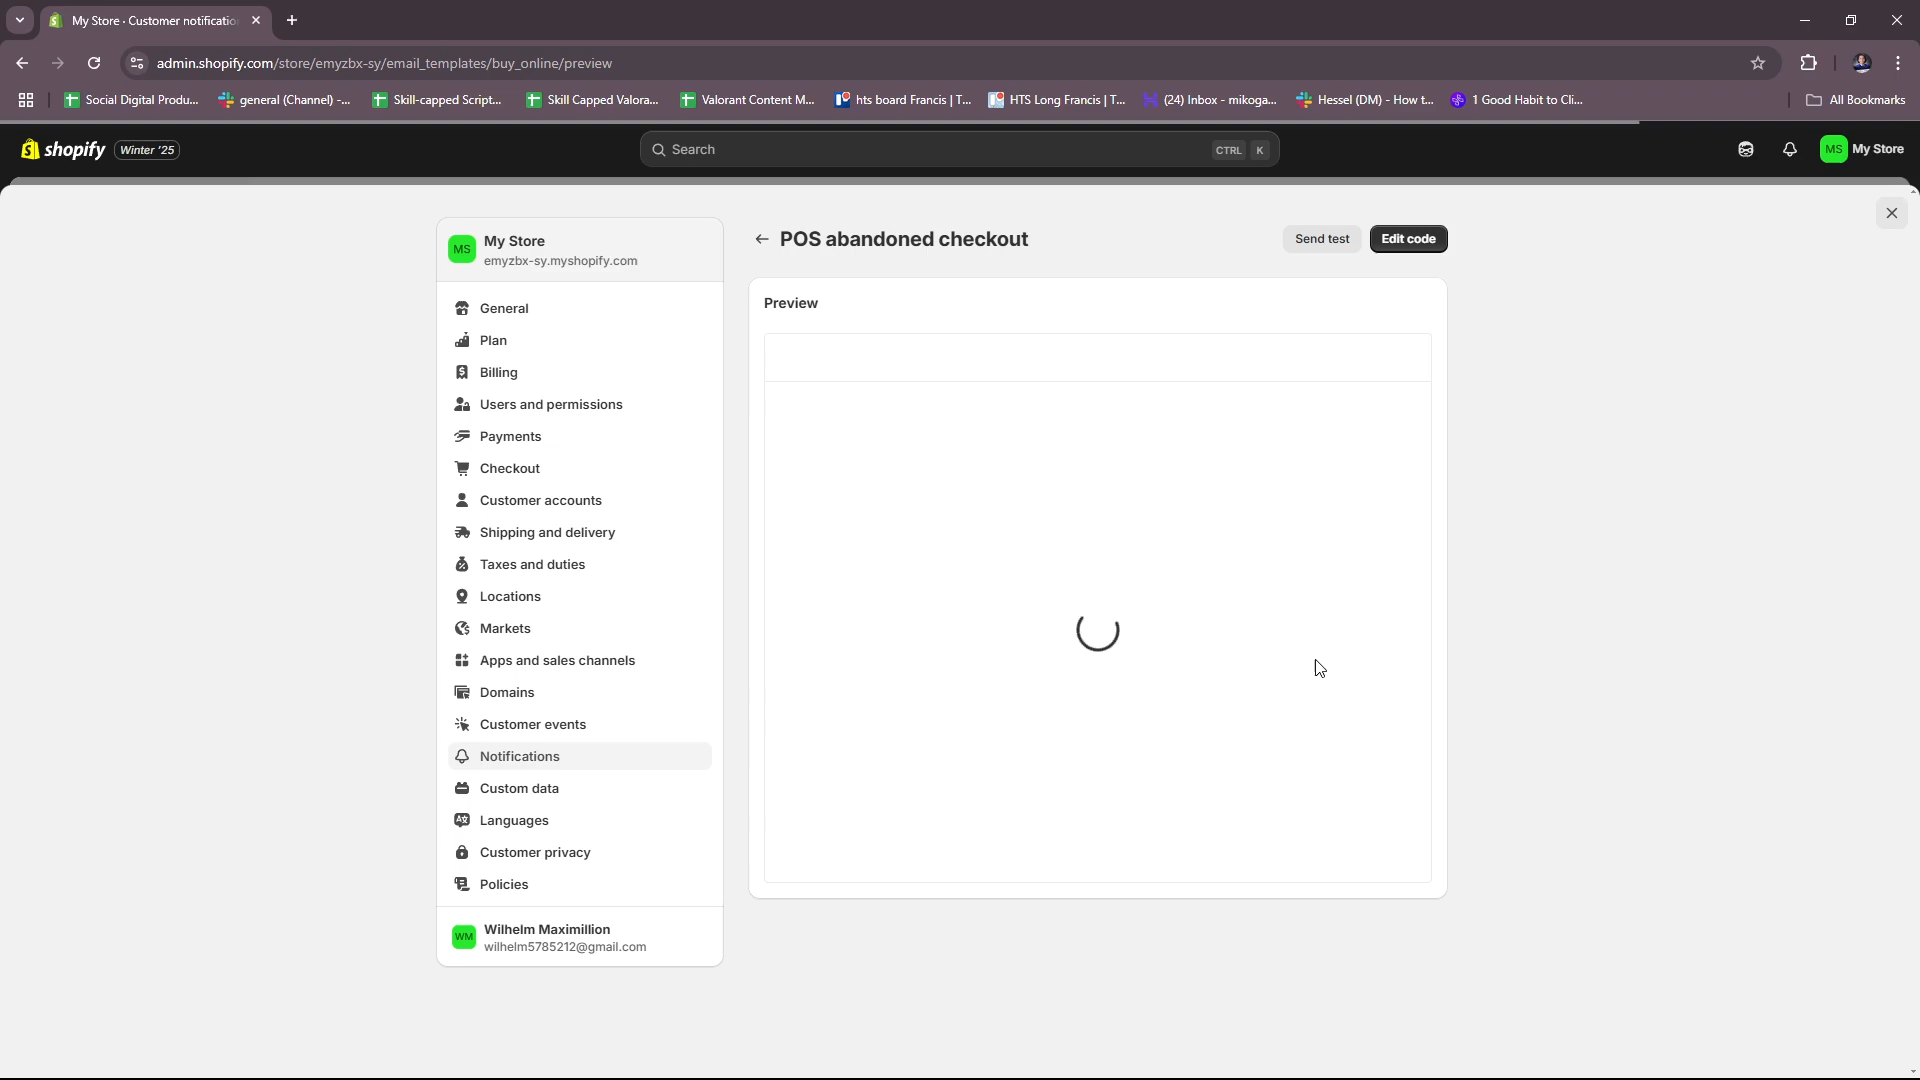 My Store · Customer notificatio
admin.shopify.com/store/emyzbx-sy/email_templates/buy_online/preview
Social Digital Produ...
general (Channel) -...
Skill-capped Script...
Skill Capped Valora...
Valorant Content M...
hts board Francis | T...
HTS Long Francis | T...
(24) Inbox - mikoga...
Hessel (DM) - How t...
1 Good Habit to Cli...
All Bookmarks
shopify
Winter '25
Search
CTRL K
MS
My Store
MS
My Store
emyzbx-sy.myshopify.com
General
Plan
Billing
Users and permissions
Payments
Checkout
Customer accounts
Shipping and delivery
Taxes and duties
Locations
Markets
Apps and sales channels
Domains
Customer events
Notifications
Custom data
Languages
Customer privacy
Policies
WM
Wilhelm Maximillion
wilhelm5785212@gmail.com
POS abandoned checkout
Send test
Edit code
Preview